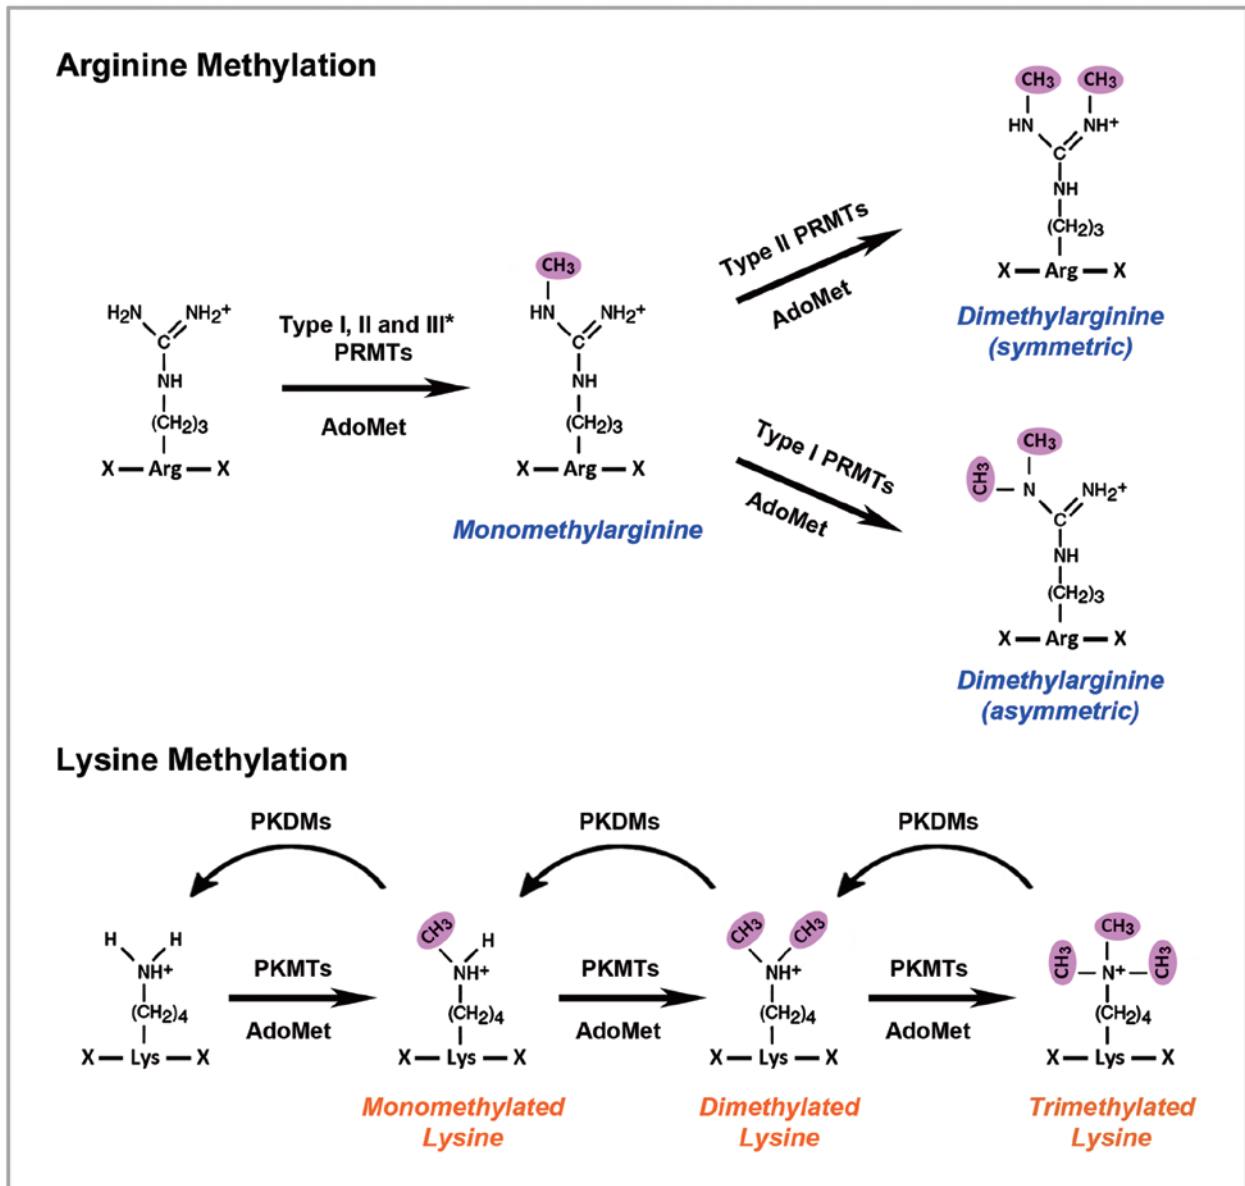 Arginine Methylation
H2N NH2+
C
NH
(CH2)3
X Arg X
Type I, II and III*
PRMTs
AdoMet
CH3
HN NH2+
C
NH
(CH2)3
X Arg X
Monomethylarginine
Type II PRMTs
AdoMet
CH3 CH3
HN NH+
C
NH
(CH2)3
X Arg X
Dimethylarginine
(symmetric)
Type I PRMTs
AdoMet
CH3
CH3 N NH2+
C
NH
(CH2)3
X Arg X
Dimethylarginine
(asymmetric)
Lysine Methylation
PKDMs PKDMs PKDMs
H H
NH+
(CH2)4
X Lys X
PKMTs
AdoMet
CH3 H
NH+
(CH2)4
X Lys X
Monomethylated
Lysine
PKMTs
AdoMet
CH3 CH3
NH+
(CH2)4
X Lys X
Dimethylated
Lysine
PKMTs
AdoMet
CH3
CH3 N+ CH3
(CH2)4
X Lys X
Trimethylated
Lysine